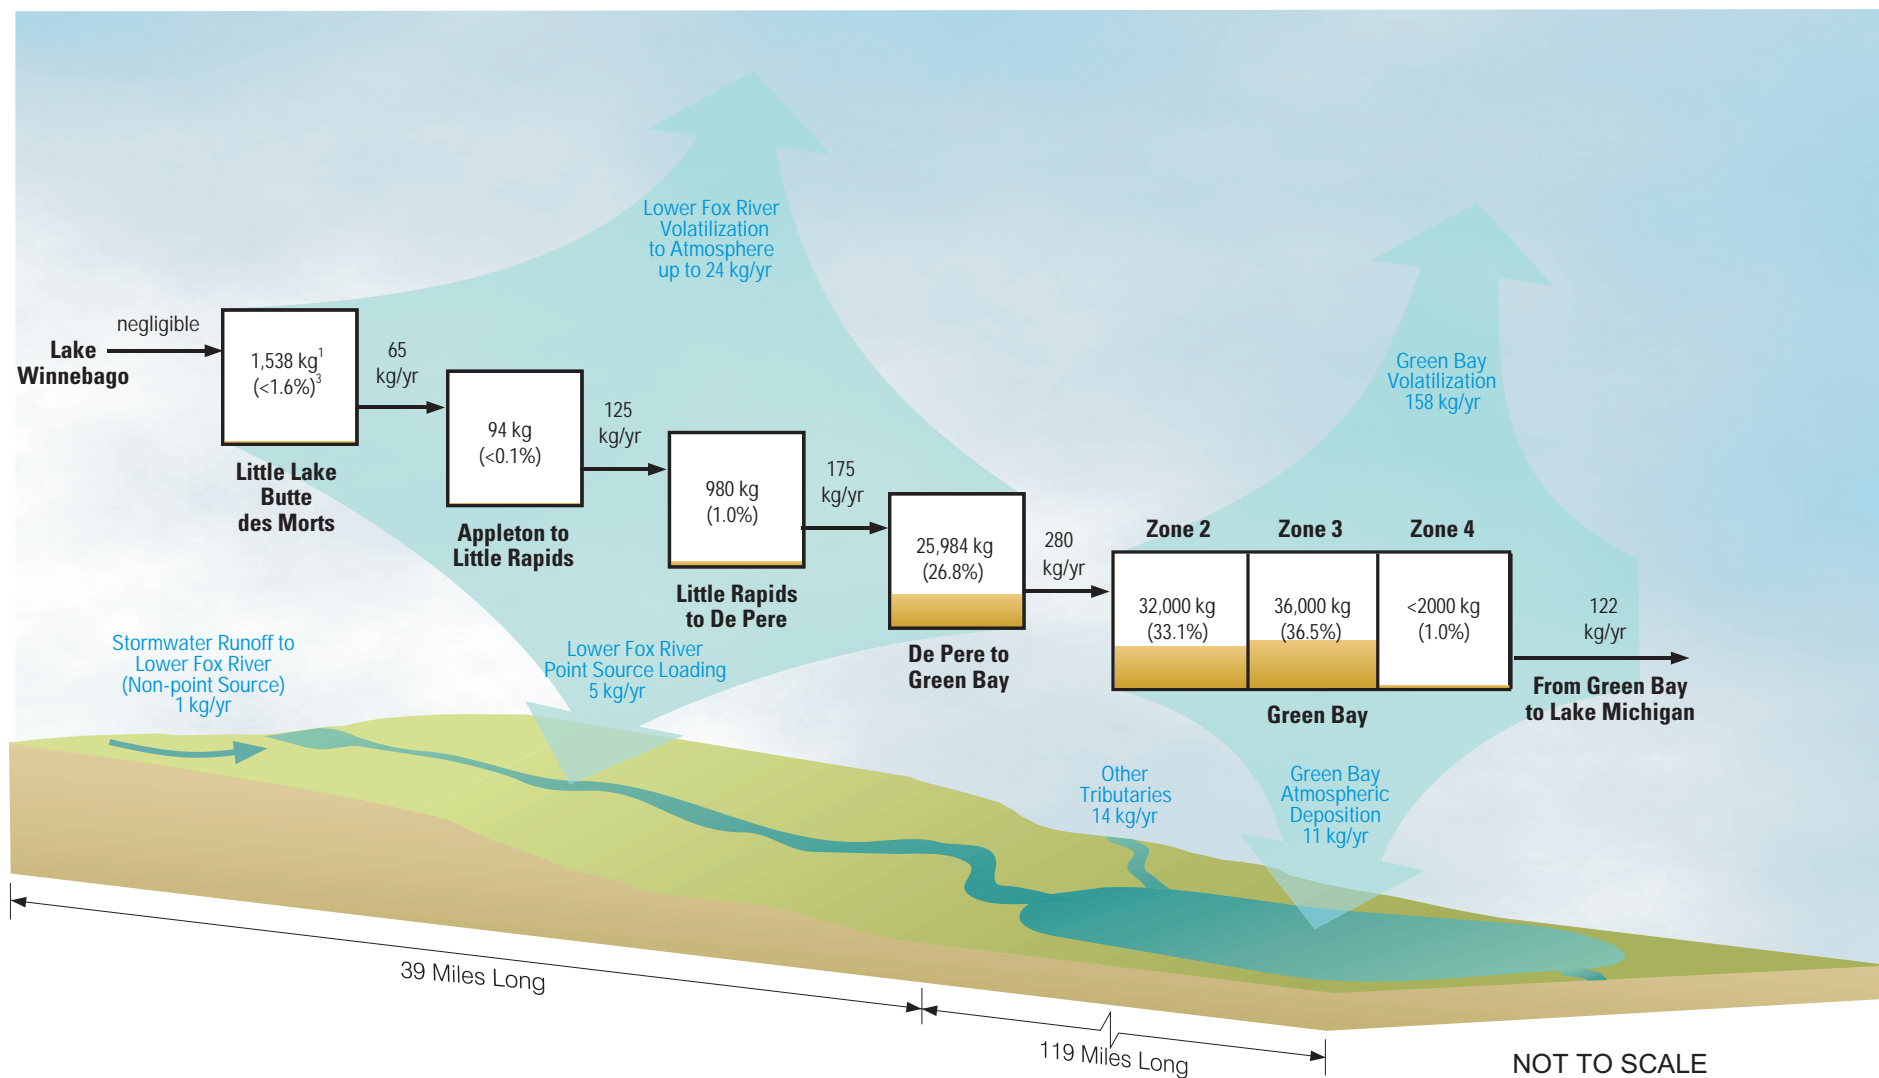 Lower Fox River
Volatilization
to Atmosphere
up to 24 kg/yr
Green Bay
Volatilization
158 kg/yr
Lake
Winnebago
negligible
1,538 kg1
(<1.6%)3
Little Lake
Butte
des Morts
65
kg/yr
94 kg
(<0.1%)
Appleton to
Little Rapids
125
kg/yr
980 kg
(1.0%)
Little Rapids
to De Pere
175
kg/yr
25,984 kg
(26.8%)
De Pere to
Green Bay
280
kg/yr
Zone 2
32,000 kg
(33.1%)
Zone 3
36,000 kg
(36.5%)
Zone 4
<2000 kg
(1.0%)
Green Bay
122
kg/yr
From Green Bay
to Lake Michigan
Stormwater Runoff to
Lower Fox River
(Non-point Source)
1 kg/yr
Lower Fox River
Point Source Loading
5 kg/yr
Other
Tributaries
14 kg/yr
Green Bay
Atmospheric
Deposition
11 kg/yr
39 Miles Long
119 Miles Long
NOT TO SCALE